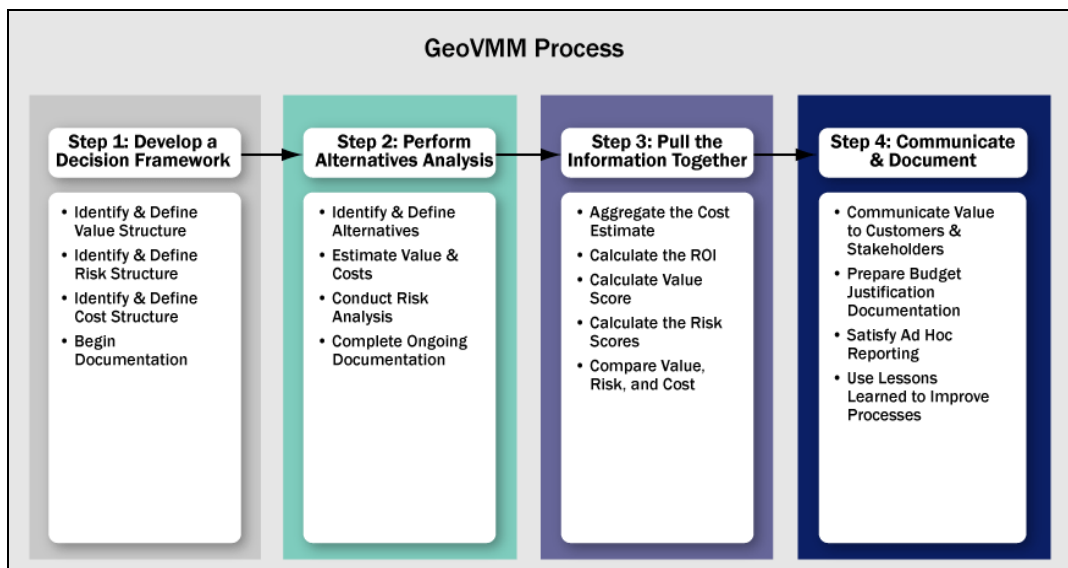 GeoVMM Process
Step 1: Develop a
Decision Framework
• Identify & Define
Value Structure
• Identify & Define
Risk Structure
• Identify & Define
Cost Structure
• Begin
Documentation
Step 2: Perform
Alternatives Analysis
• Identify & Define
Alternatives
• Estimate Value &
Costs
• Conduct Risk
Analysis
• Complete Ongoing
Documentation
Step 3: Pull the
Information Together
• Aggregate the Cost
Estimate
• Calculate the ROI
• Calculate Value
Score
• Calculate the Risk
Scores
• Compare Value,
Risk, and Cost
Step 4: Communicate
& Document
• Communicate Value
to Customers &
Stakeholders
• Prepare Budget
Justification
Documentation
• Satisfy Ad Hoc
Reporting
• Use Lessons
Learned to Improve
Processes